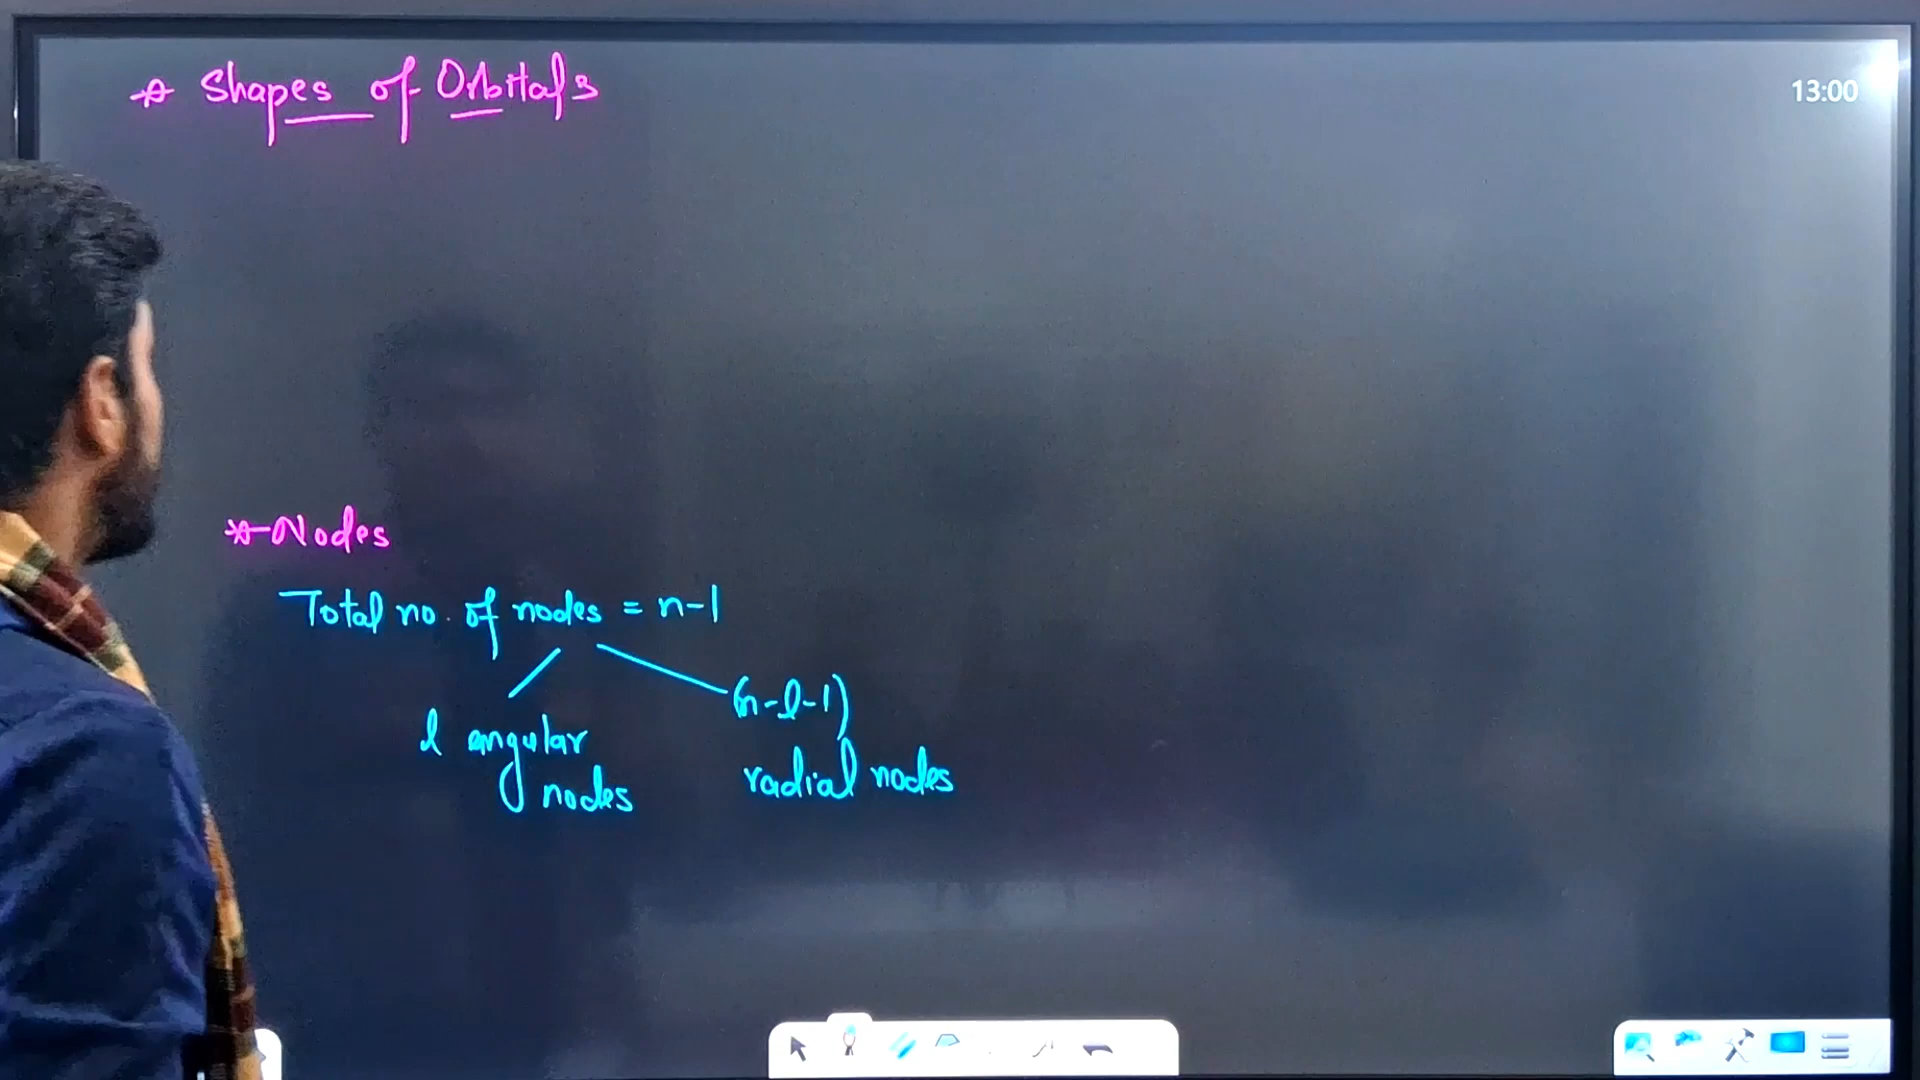 * Shapes of Orbitals
13:00
* Nodes
Total no. of nodes = n-1
l angular nodes
(n-l-1)
radial nodes